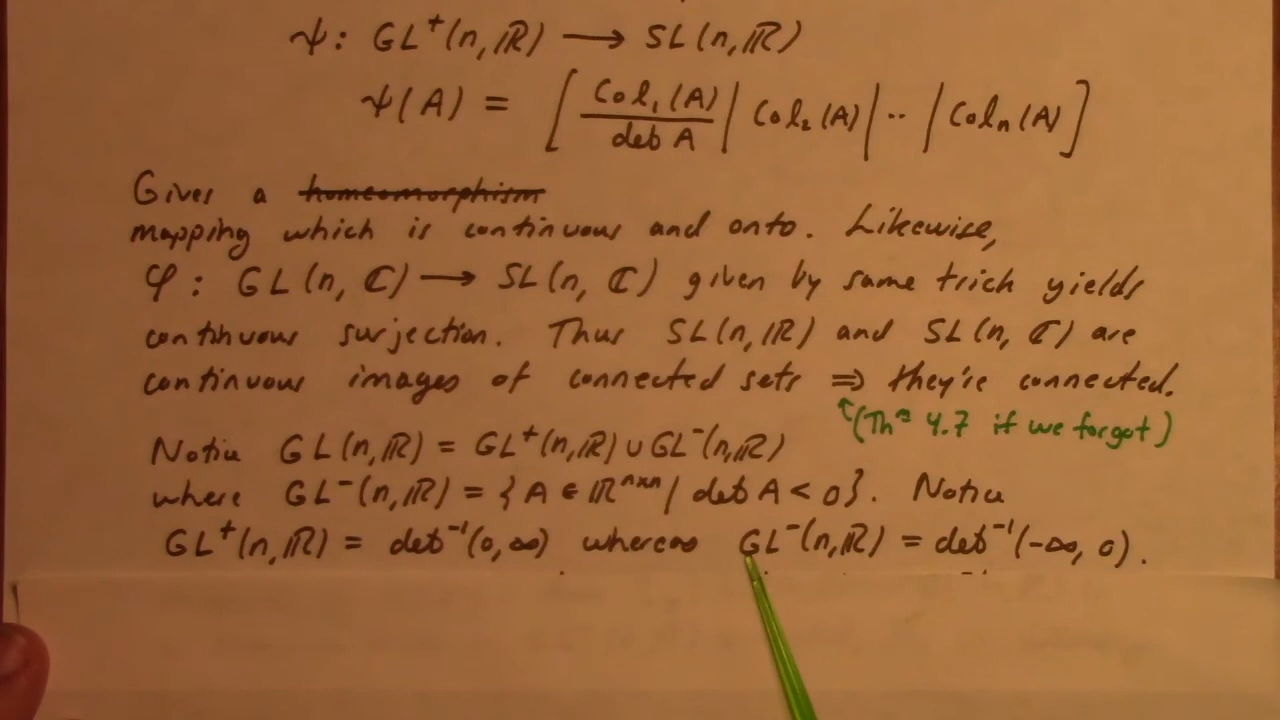 ψ: GL⁺(n, ℝ) → SL(n, ℝ)
ψ(A) = [ Col₁(A)/det A | Col₂(A) | ·· | Colₙ(A) ]
Gives a homeomorphism
mapping which is continuous and onto. Likewise,
φ: GL(n, ℂ) → SL(n, ℂ) given by same trick yields
continuous surjection. Thus SL(n, ℝ) and SL(n, ℂ) are
continuous images of connected sets ⇒ they're connected.
(Thᵐ 4.7 if we forgot)
Notice GL(n, ℝ) = GL⁺(n, ℝ) ∪ GL⁻(n, ℝ)
where GL⁻(n, ℝ) = { A ∈ ℝⁿˣⁿ / det A < 0 }. Notice
GL⁺(n, ℝ) = det⁻¹(0, ∞) whereas GL⁻(n, ℝ) = det⁻¹(-∞, 0).